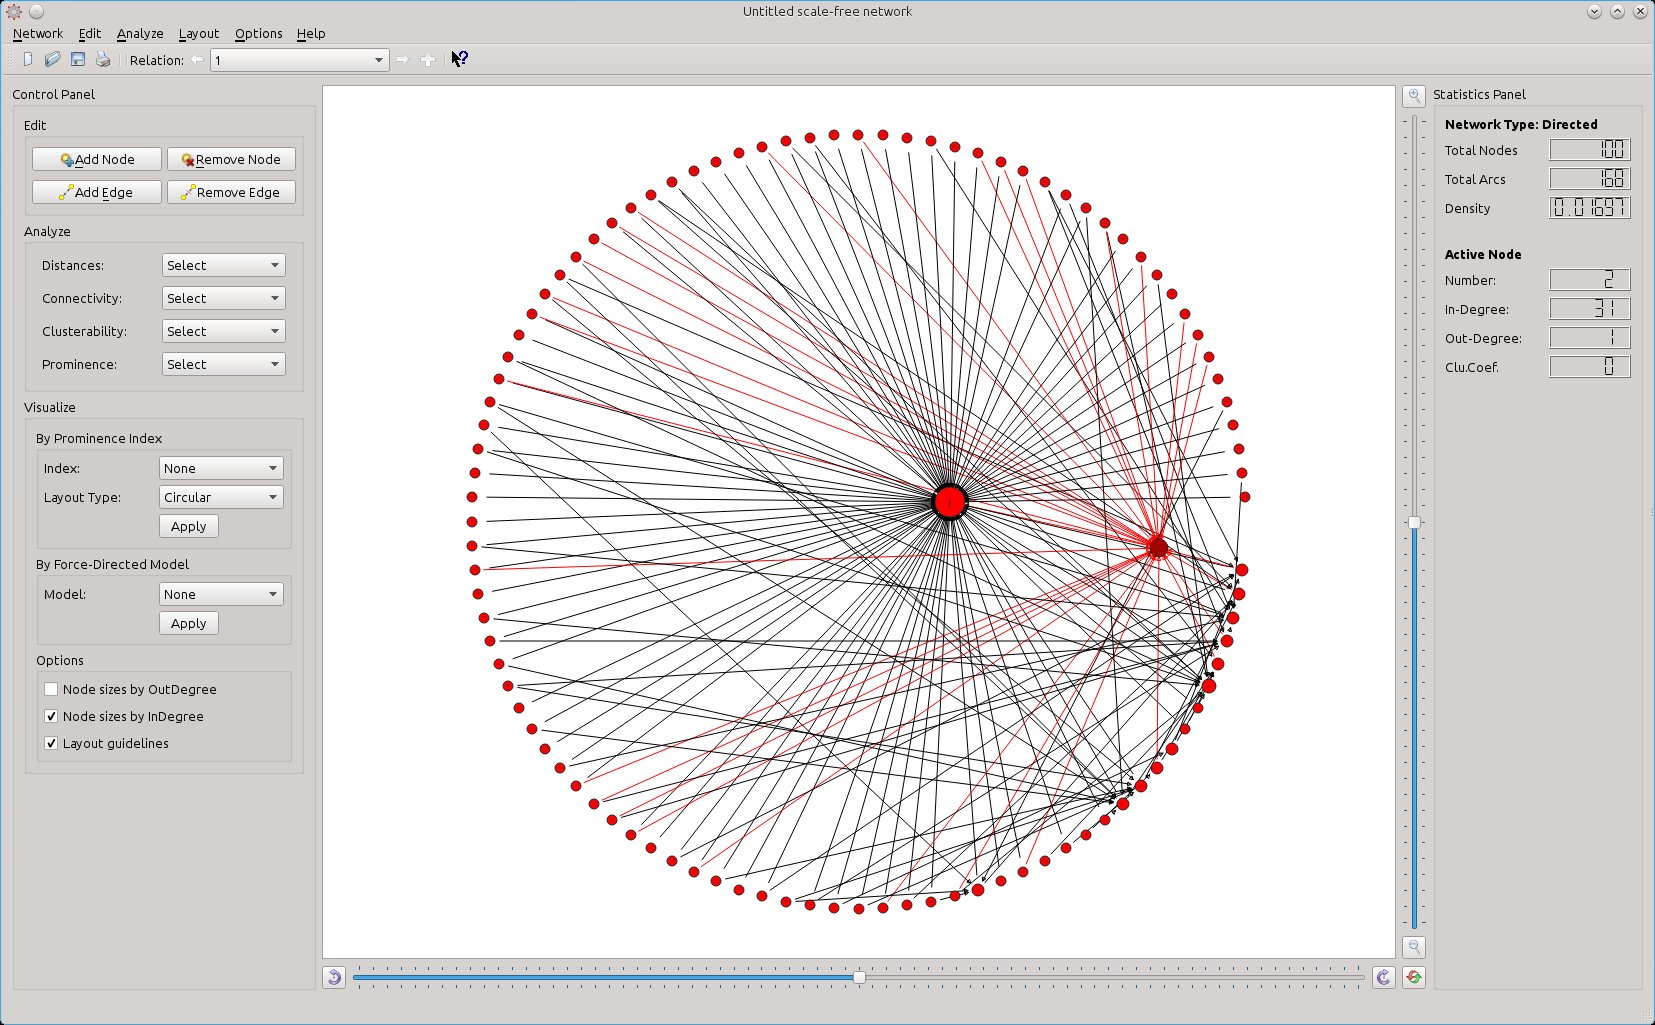 Untitled scale-free network
Network Edit Analyze Layout Options Help
Relation: 1
Control Panel
Edit
Add Node Remove Node
Add Edge Remove Edge
Analyze
Distances: Select
Connectivity: Select
Clusterability: Select
Prominence: Select
Visualize
By Prominence Index
Index: None
Layout Type: Circular
Apply
By Force-Directed Model
Model: None
Apply
Options
Node sizes by OutDegree
Node sizes by InDegree
Layout guidelines
Statistics Panel
Network Type: Directed
Total Nodes 100
Total Arcs 168
Density 0.01697
Active Node
Number: 2
In-Degree: 31
Out-Degree: 1
Clu.Coef. 0